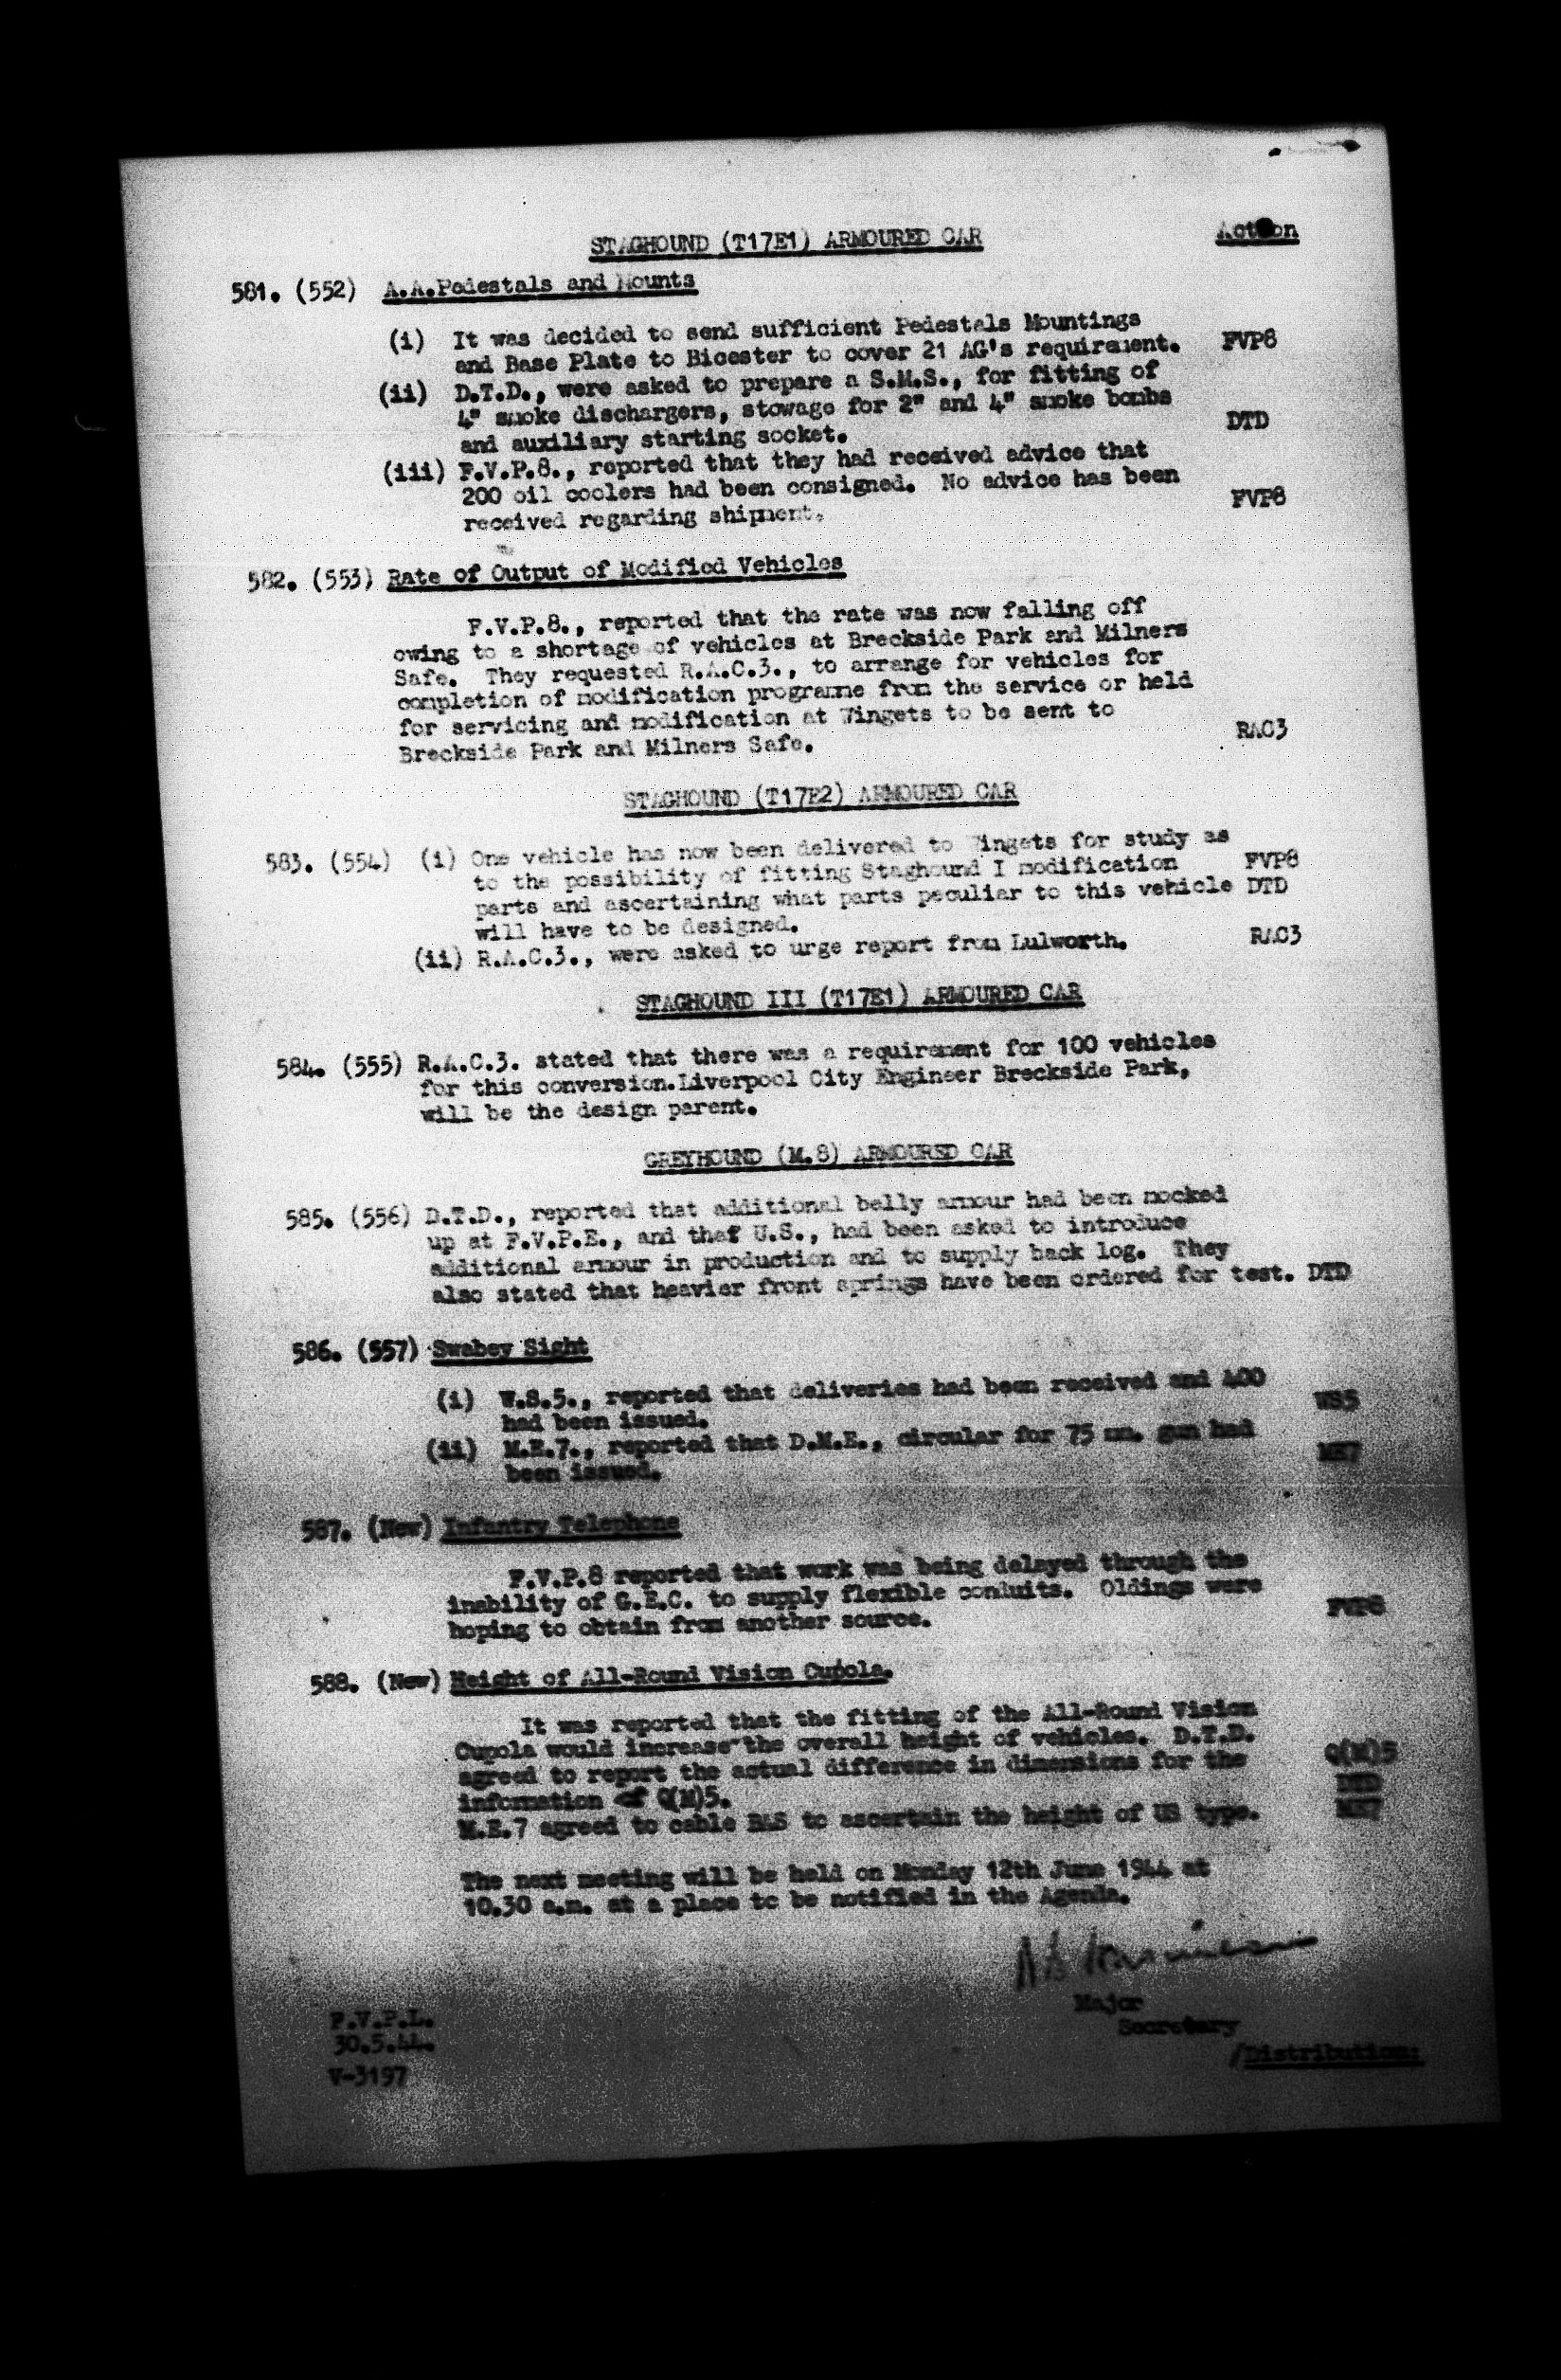 STAGHOUND (T17E1) ARMOURED CAR Action
581. (552) A.A.Pedestals and Mounts
(i) It was decided to send sufficient Pedestals Mountings
and Base Plate to Bicester to cover 21 AG's requirement. FVP8
(ii) D.T.D., were asked to prepare a S.M.S., for fitting of
4" smoke dischargers, stowage for 2" and 4" smoke bombs
and auxiliary starting socket. DTD
(iii) F.V.P.8., reported that they had received advice that
200 oil coolers had been consigned. No advice has been
received regarding shipment. FVP8
582. (553) Rate of Output of Modified Vehicles
F.V.P.8., reported that the rate was now falling off
owing to a shortage of vehicles at Breckside Park and Milners
Safe. They requested R.A.C.3., to arrange for vehicles for
completion of modification programme from the service or held
for servicing and modification at Wingets to be sent to
Breckside Park and Milners Safe. RAC3
STAGHOUND (T17E2) ARMOURED CAR
583. (554) (i) One vehicle has now been delivered to Wingets for study as
to the possibility of fitting Staghound I modification FVP8
parts and ascertaining what parts peculiar to this vehicle DTD
will have to be designed.
(ii) R.A.C.3., were asked to urge report from Lulworth. RAC3
STAGHOUND III (T17E1) ARMOURED CAR
584. (555) R.A.C.3. stated that there was a requirement for 100 vehicles
for this conversion.Liverpool City Engineer Breckside Park,
will be the design parent.
GREYHOUND (M.8) ARMOURED CAR
585. (556) D.T.D., reported that additional belly armour had been mocked
up at F.V.P.E., and that U.S., had been asked to introduce
additional armour in production and to supply back log. They
also stated that heavier front springs have been ordered for test. DTD
586. (557) Swabey Sight
(i) W.S.5., reported that deliveries had been received and 400
had been issued. WS5
(ii) M.E.7., reported that D.M.E., circular for 75 mm. gun had
been issued. ME7
587. (New) Infantry Telephone
F.V.P.8 reported that work was being delayed through the
inability of G.E.C. to supply flexible conduits. Oldings were
hoping to obtain from another source. FVP8
588. (New) Height of All-Round Vision Cupola.
It was reported that the fitting of the All-Round Vision
Cupola would increase the overall height of vehicles. D.T.D.
agreed to report the actual difference in dimensions for the Q(M)5
information of Q(M)5. DTD
M.E.7 agreed to cable BAS to ascertain the height of US type. ME7
The next meeting will be held on Monday 12th June 1944 at
10.30 a.m. at a place to be notified in the Agenda.
Major
Secretary
/Distribution:
F.V.P.L.
30.5.44.
V-3197